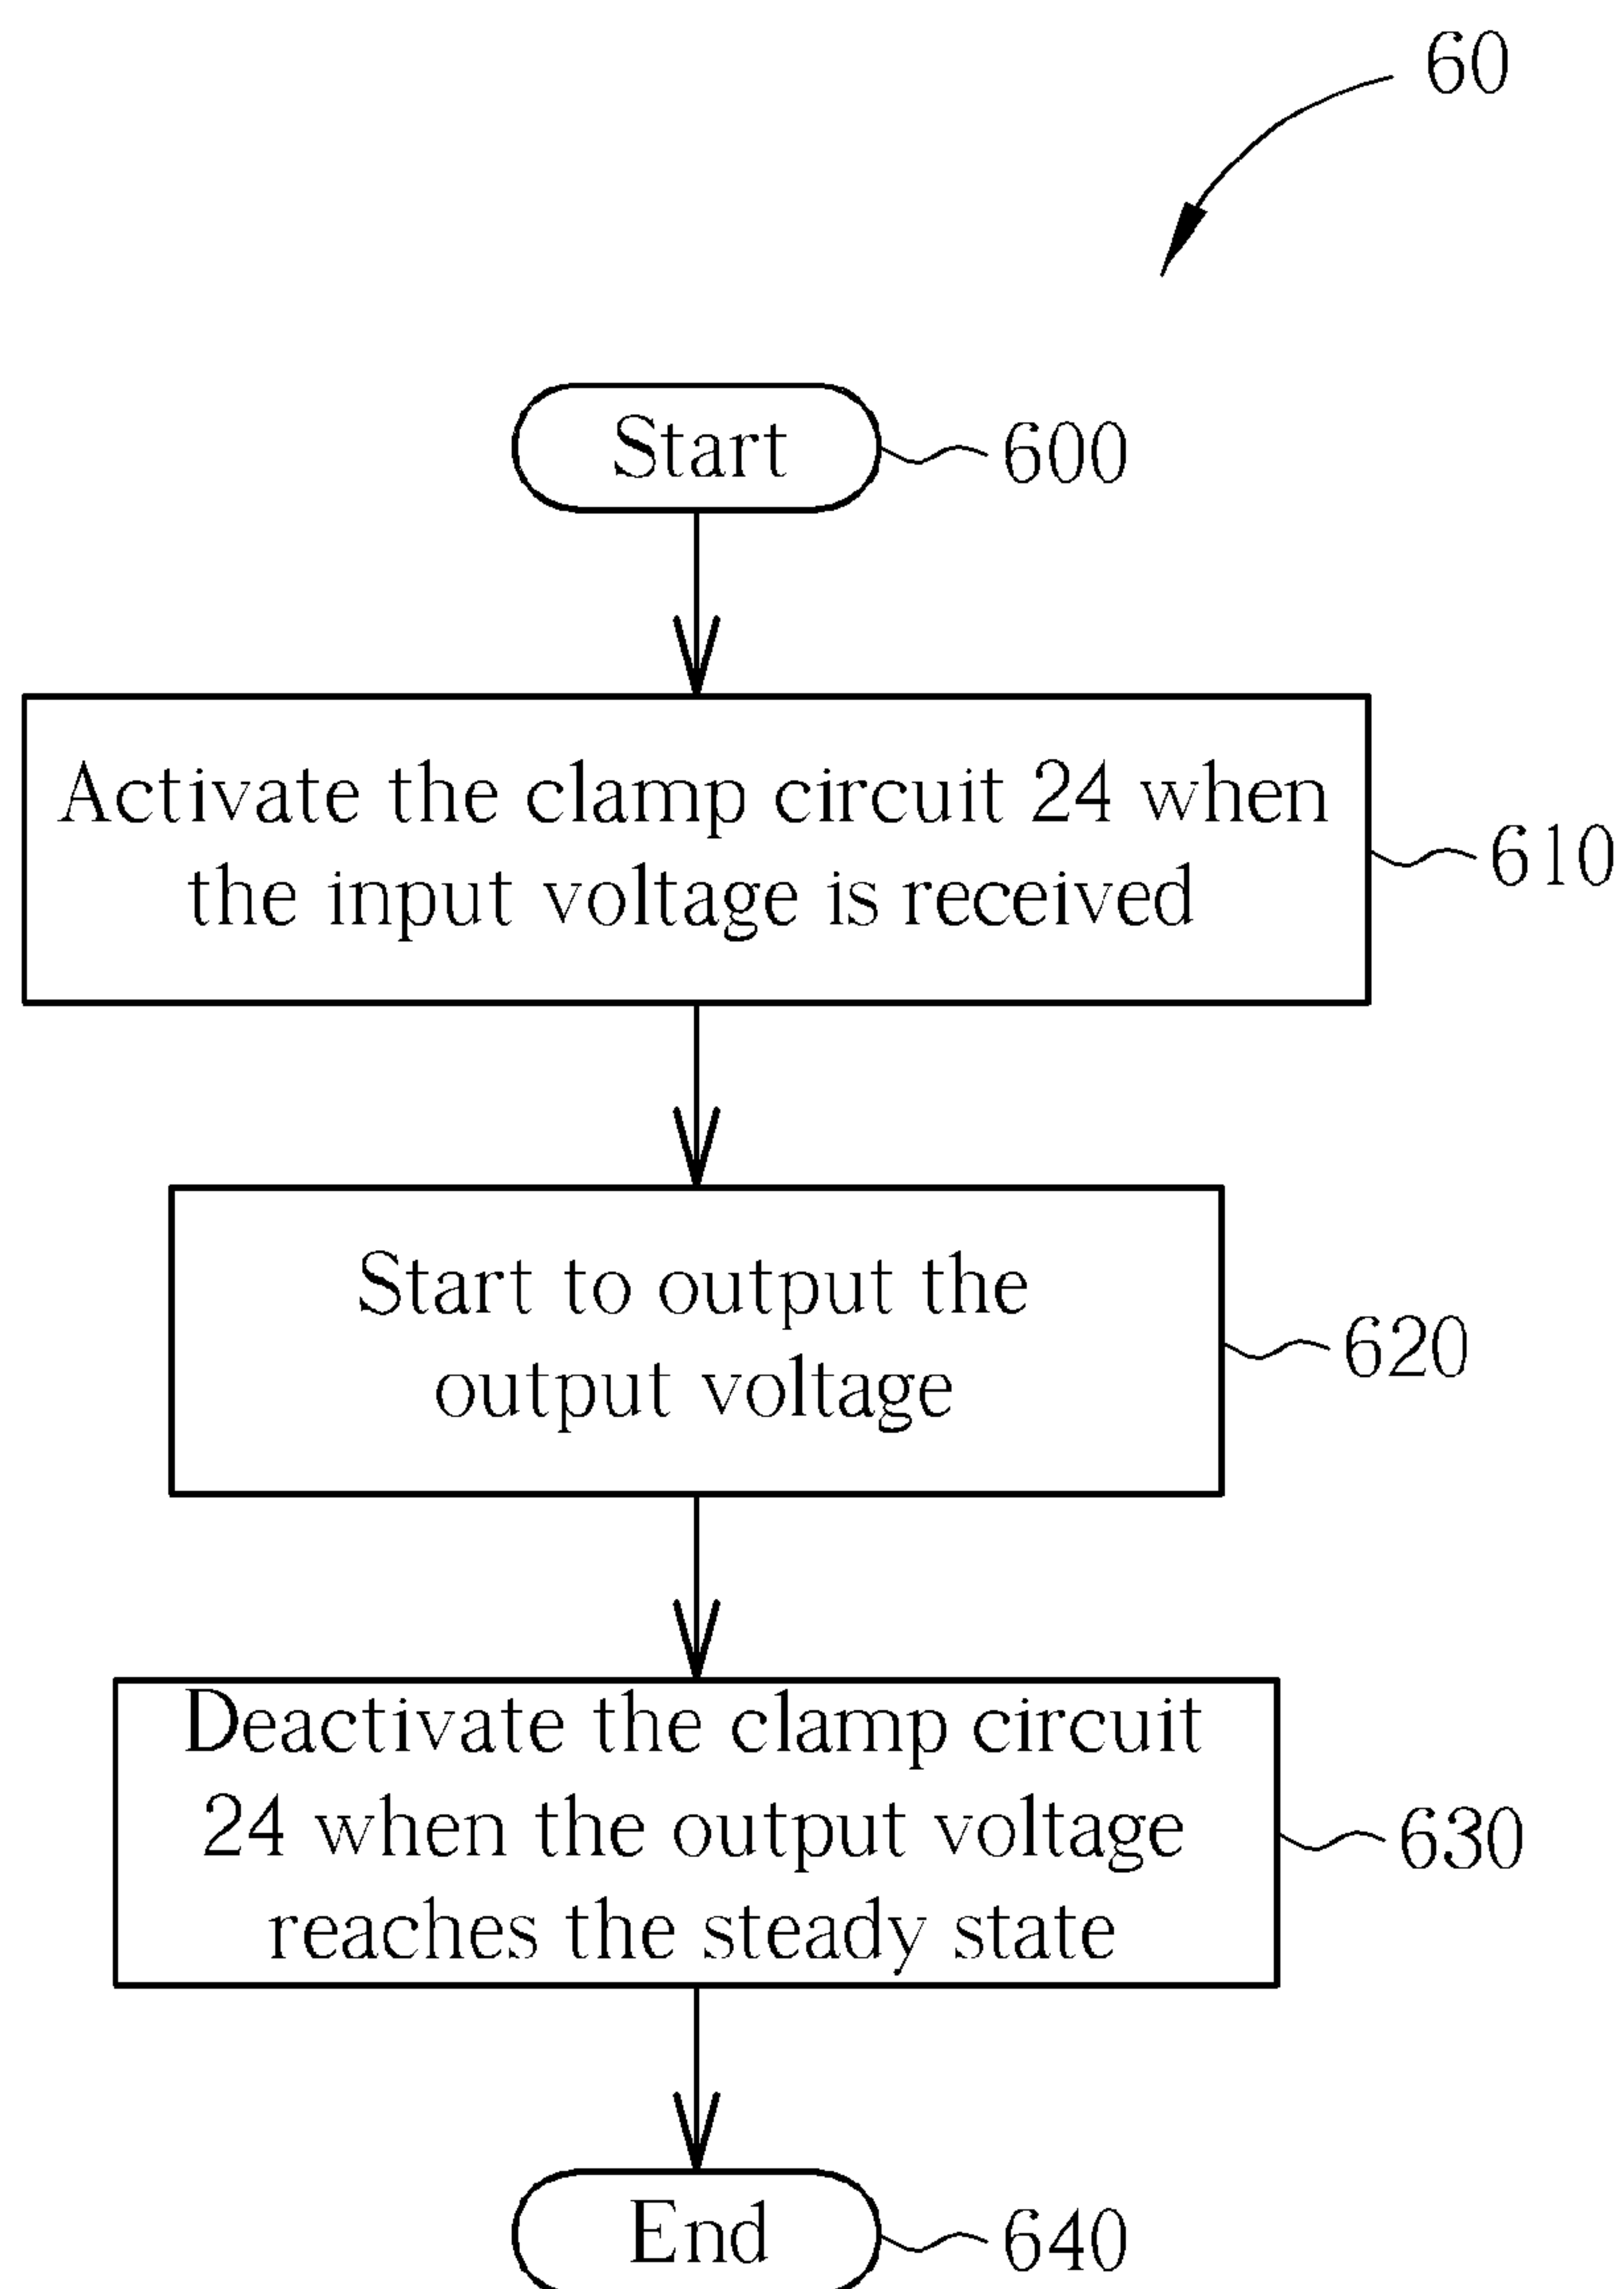 60
Start
600
Activate the clamp circuit 24 when
the input voltage is received
610
Start to output the
output voltage
620
Deactivate the clamp circuit
24 when the output voltage
reaches the steady state
630
End
640